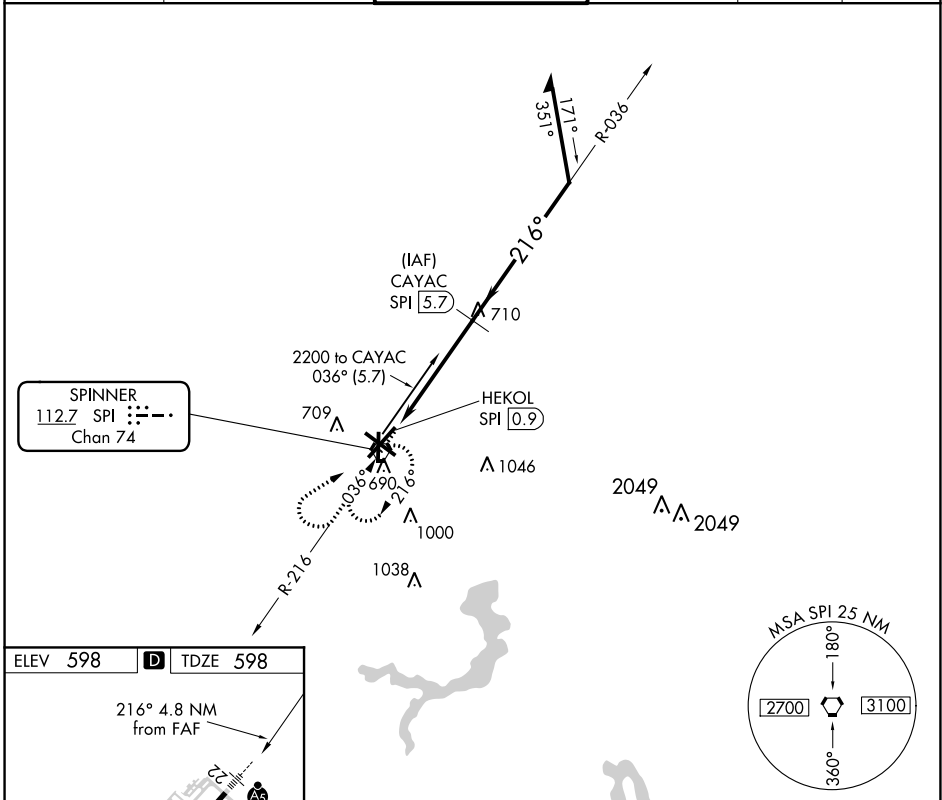 R-036
171°
351°
216°
(IAF)
CAYAC
SPI 5.7
710
2200 to CAYAC
036° (5.7)
HEKOL
SPI 0.9
SPINNER
112.7 SPI
Chan 74
709
1046
036°
690
216°
2049
2049
1000
R-216
1038
MSA SPI 25 NM
180°
2700
3100
360°
ELEV 598 D TDZE 598
216° 4.8 NM
from FAF
22
A5